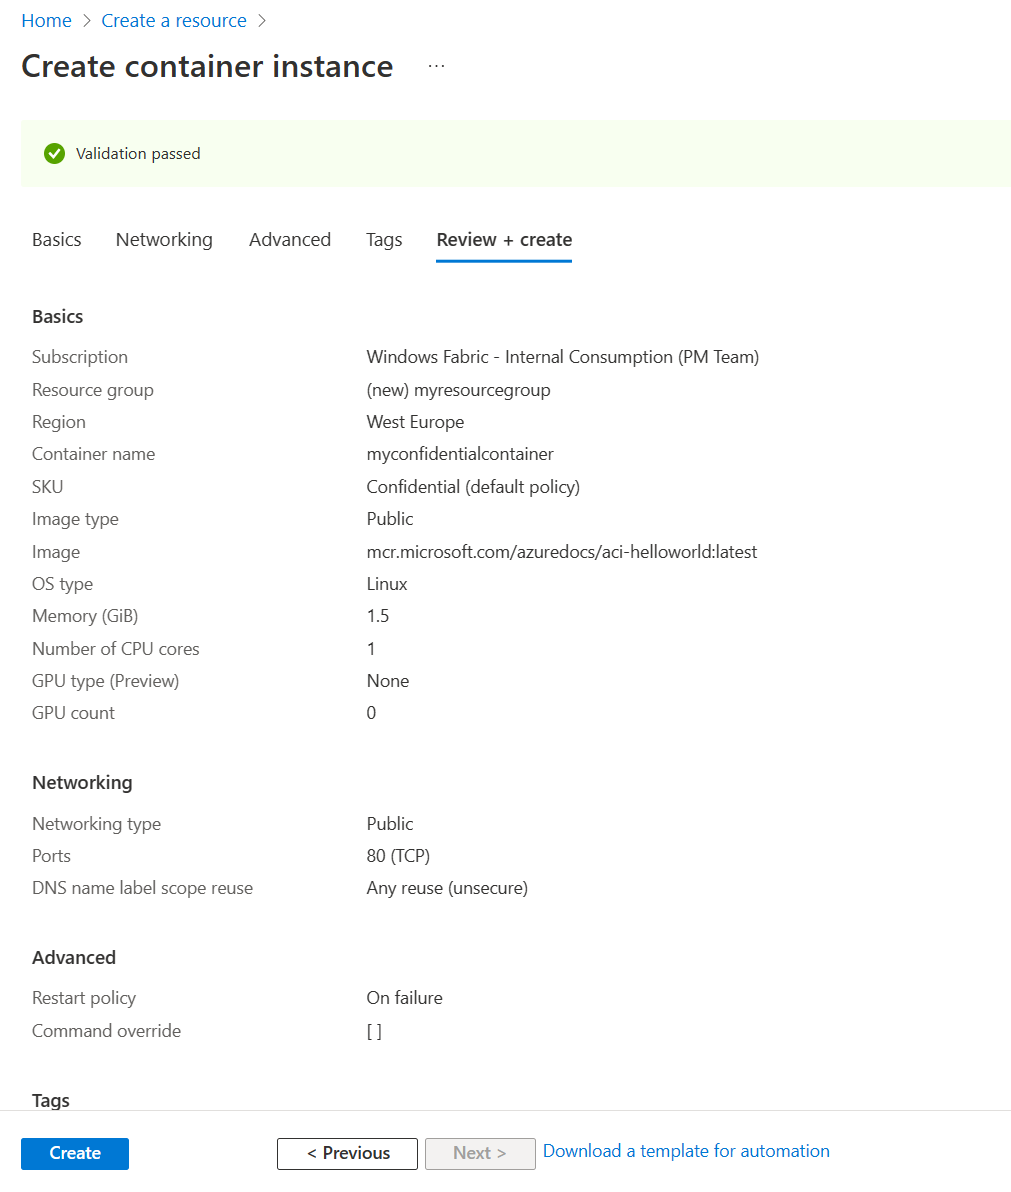 Home > Create a resource >
Create container instance ...
Validation passed
Basics Networking Advanced Tags Review + create
Basics
Subscription Windows Fabric - Internal Consumption (PM Team)
Resource group (new) myresourcegroup
Region West Europe
Container name myconfidentialcontainer
SKU Confidential (default policy)
Image type Public
Image mcr.microsoft.com/azuredocs/aci-helloworld:latest
OS type Linux
Memory (GiB) 1.5
Number of CPU cores 1
GPU type (Preview) None
GPU count 0
Networking
Networking type Public
Ports 80 (TCP)
DNS name label scope reuse Any reuse (unsecure)
Advanced
Restart policy On failure
Command override [ ]
Tags
Create < Previous Next > Download a template for automation